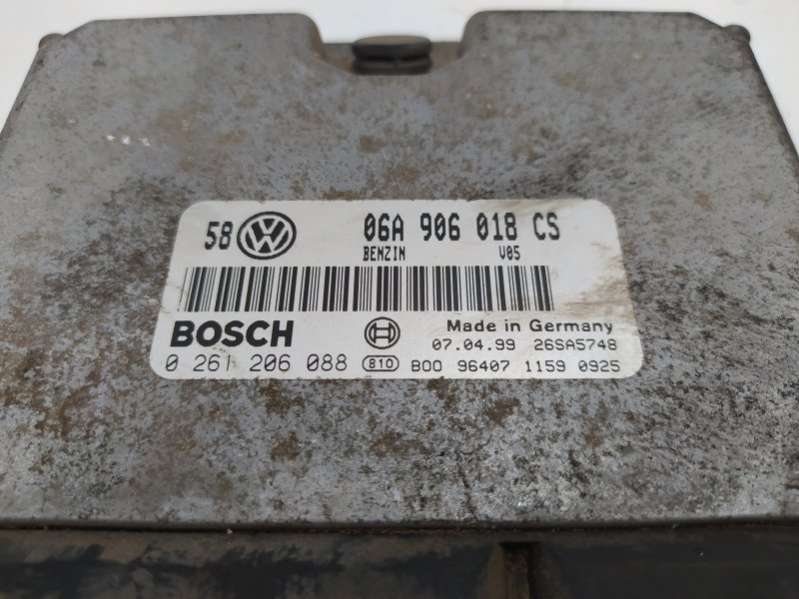 58 VW 06A 906 018 CS
BENZIN V05
BOSCH Made in Germany
07.04.99 26SA5748
0 261 206 088 810 B00 96407 1159 0925